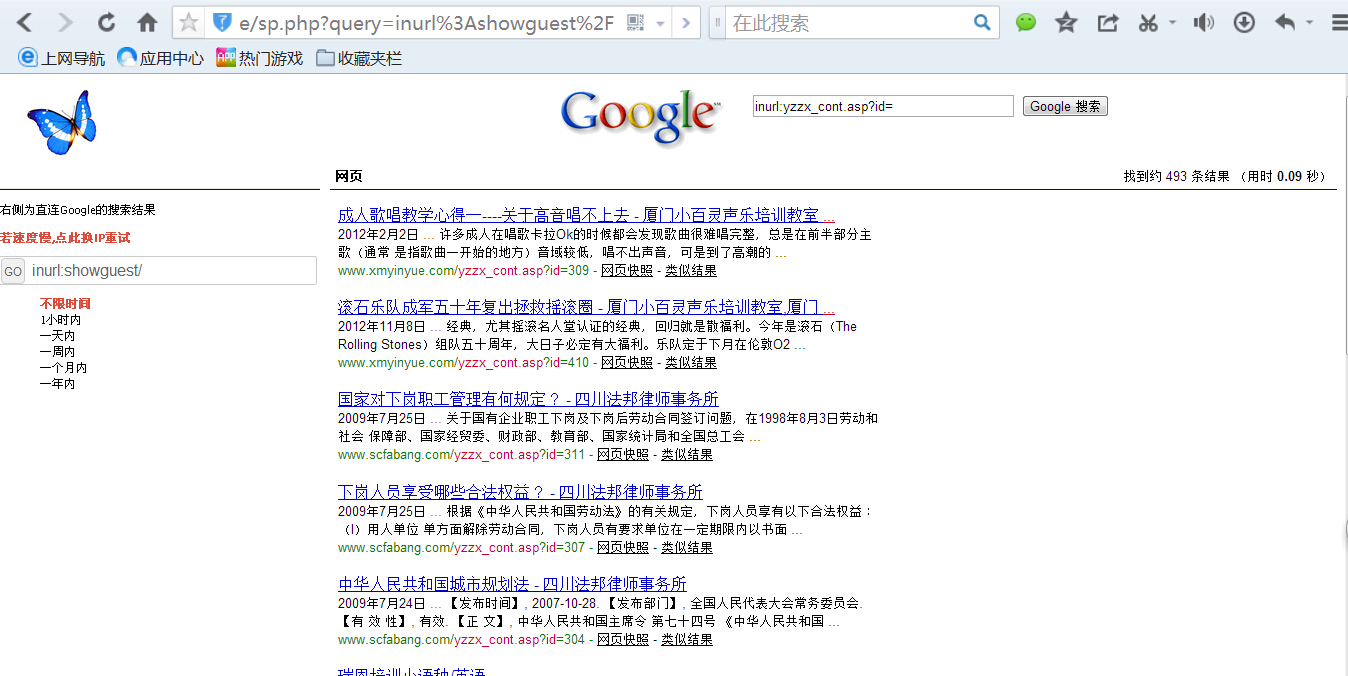 e/sp.php?query=inurl%3Ashowguest%2F
在此搜索
上网导航 应用中心 热门游戏 收藏夹栏
Google
inurl:yzzx_cont.asp?id=
Google 搜索
网页
找到约 493 条结果 （用时 0.09 秒）
右侧为直连Google的搜索结果
若速度慢,点此换IP重试
GO inurl:showguest/
不限时间
1小时内
一天内
一周内
一个月内
一年内
成人歌唱教学心得一----关于高音唱不上去 - 厦门小百灵声乐培训教室 ...
2012年2月2日 ... 许多成人在唱歌卡拉Ok的时候都会发现歌曲很难唱完整，总是在前半部分主
歌（通常 是指歌曲一开始的地方）音域较低，唱不出声音，可是到了高潮的 ...
www.xmyinyue.com/yzzx_cont.asp?id=309 - 网页快照 - 类似结果
滚石乐队成军五十年复出拯救摇滚圈 - 厦门小百灵声乐培训教室,厦门 ...
2012年11月8日 ... 经典，尤其摇滚名人堂认证的经典，回归就是散福利。今年是滚石（The
Rolling Stones）组队五十周年，大日子必定有大福利。乐队定于下月在伦敦O2 ...
www.xmyinyue.com/yzzx_cont.asp?id=410 - 网页快照 - 类似结果
国家对下岗职工管理有何规定？ - 四川法邦律师事务所
2009年7月25日 ... 关于国有企业职工下岗及下岗后劳动合同签订问题，在1998年8月3日劳动和
社会 保障部、国家经贸委、财政部、教育部、国家统计局和全国总工会 ...
www.scfabang.com/yzzx_cont.asp?id=311 - 网页快照 - 类似结果
下岗人员享受哪些合法权益？ - 四川法邦律师事务所
2009年7月25日 ... 根据《中华人民共和国劳动法》的有关规定，下岗人员享有以下合法权益：
（l）用人单位 单方面解除劳动合同，下岗人员有要求单位在一定期限内以书面 ...
www.scfabang.com/yzzx_cont.asp?id=307 - 网页快照 - 类似结果
中华人民共和国城市规划法 - 四川法邦律师事务所
2009年7月24日 ... 【发布时间】, 2007-10-28. 【发布部门】, 全国人民代表大会常务委员会.
【有 效 性】, 有效. 【正 文】, 中华人民共和国主席令 第七十四号 《中华人民共和国 ...
www.scfabang.com/yzzx_cont.asp?id=304 - 网页快照 - 类似结果
瑞恩培训小语种/英语